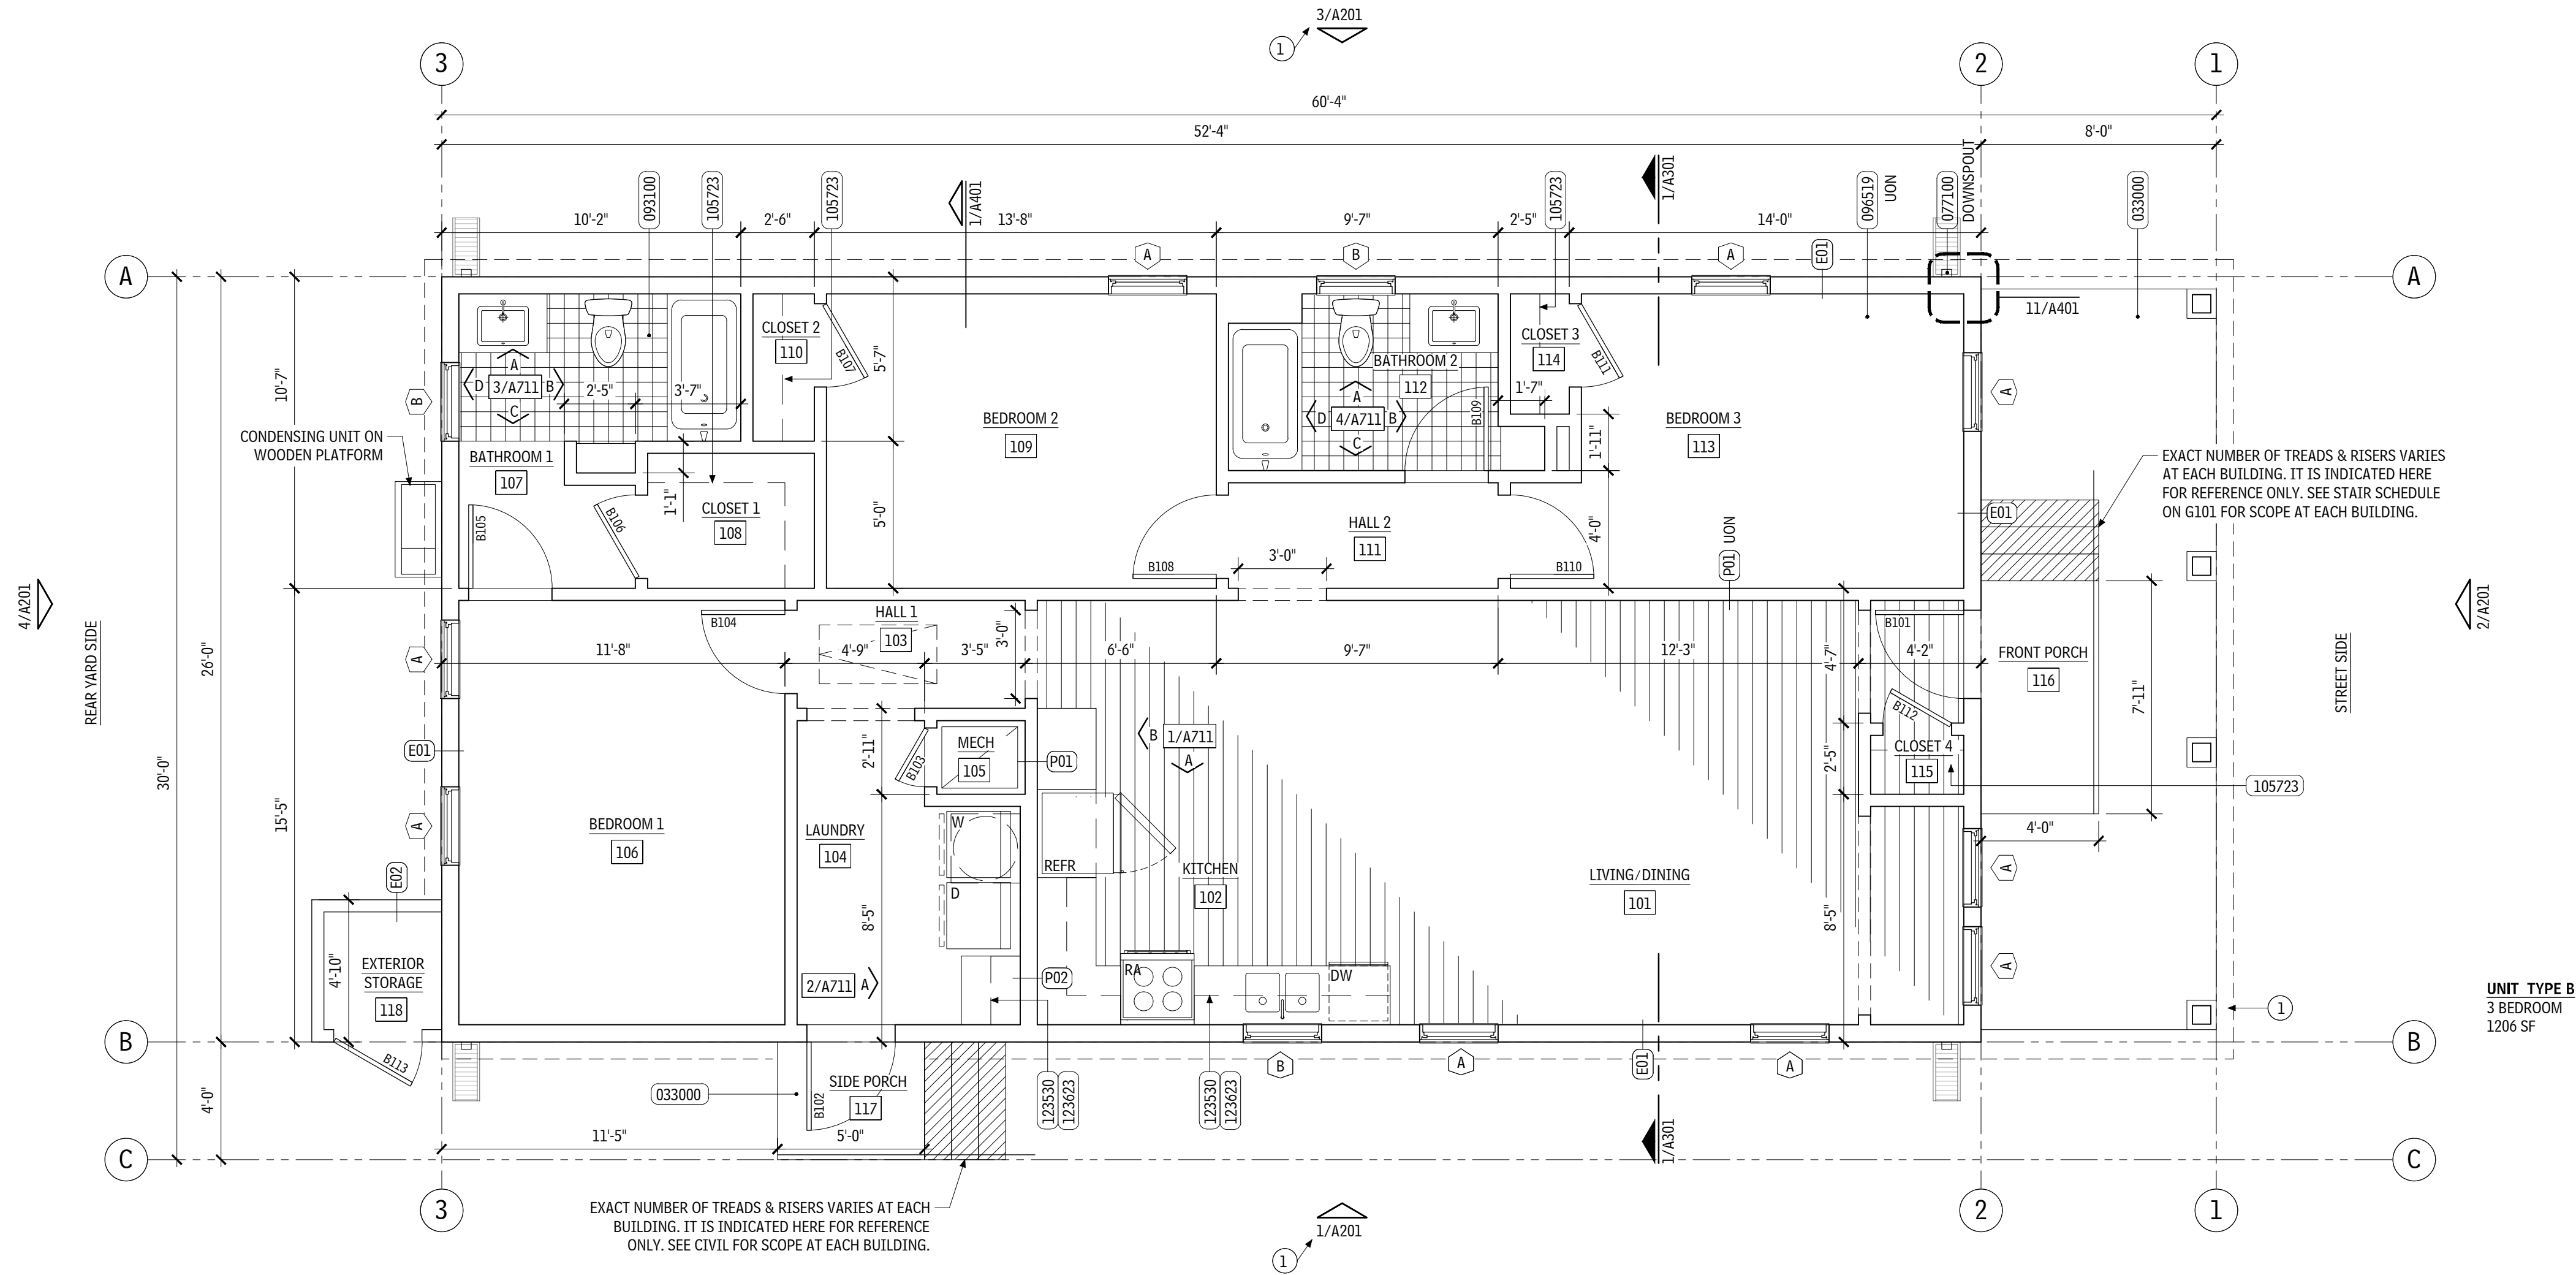 3/A201
1
3
2
1
60'-4"
52'-4"
8'-0"
DOWNSPOUT
093100
105723
105723
1/A401
105723
1/A301
096519
UON
077100
033000
10'-2"
2'-6"
13'-8"
9'-7"
2'-5"
14'-0"
A
B
A
E01
A
A
11/A401
CLOSET 2
110
B107
5'-7"
CLOSET 3
114
B111
BATHROOM 2
112
A
D 3/A711 B
C
2'-5"
3'-7"
10'-7"
B
A
D 4/A711 B
C
B109
1'-7"
A
BEDROOM 2
109
BEDROOM 3
113
1'-11"
CONDENSING UNIT ON
WOODEN PLATFORM
BATHROOM 1
107
EXACT NUMBER OF TREADS & RISERS VARIES
AT EACH BUILDING. IT IS INDICATED HERE
FOR REFERENCE ONLY. SEE STAIR SCHEDULE
ON G101 FOR SCOPE AT EACH BUILDING.
1'-1"
CLOSET 1
108
B105
B106
5'-0"
HALL 2
111
4'-0"
E01
3'-0"
B108
B110
P01
UON
4/A201
REAR YARD SIDE
26'-0"
30'-0"
B104
HALL 1
103
3'-0"
B101
2/A201
STREET SIDE
A
11'-8"
4'-9"
3'-5"
6'-6"
9'-7"
12'-3"
4'-7"
4'-2"
FRONT PORCH
116
7'-11"
B112
E01
2'-11"
B103
MECH
105
P01
B 1/A711
A
2'-5"
CLOSET 4
115
105723
15'-5"
A
BEDROOM 1
106
LAUNDRY
104
W
REFR
D
KITCHEN
102
LIVING/DINING
101
8'-5"
8'-5"
A
4'-0"
E02
4'-10"
EXTERIOR
STORAGE
118
2/A711 A
P02
RA
DW
A
UNIT TYPE B
3 BEDROOM
1206 SF
1
B
B
B113
B
A
A
E01
033000
B102
SIDE PORCH
117
123530
123623
123530
123623
4'-0"
11'-5"
5'-0"
1/A301
C
C
3
2
1
EXACT NUMBER OF TREADS & RISERS VARIES AT EACH
BUILDING. IT IS INDICATED HERE FOR REFERENCE
ONLY. SEE CIVIL FOR SCOPE AT EACH BUILDING.
1/A201
1